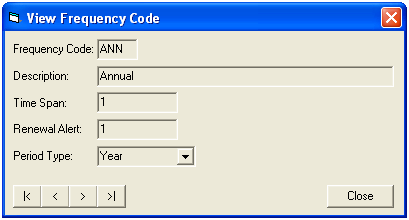 View Frequency Code
Frequency Code: ANN
Description: Annual
Time Span: 1
Renewal Alert: 1
Period Type: Year
Close